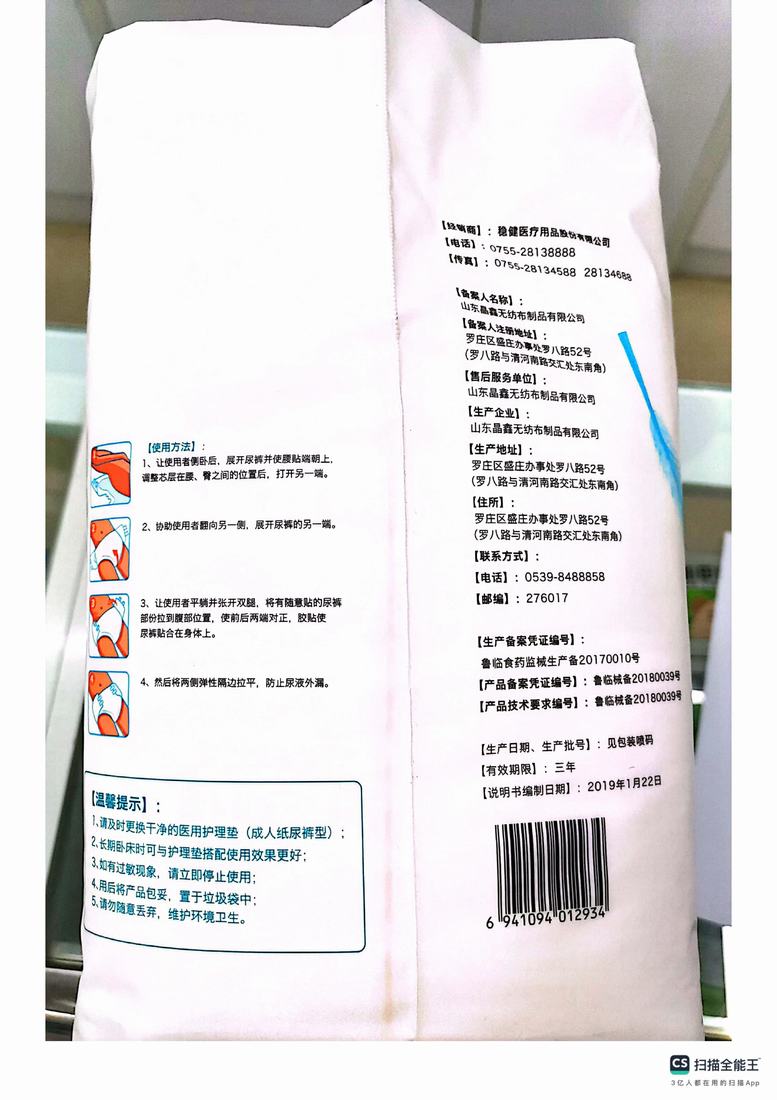 【使用方法】:
1、让使用者侧卧后，展开尿裤并使腰贴端朝上，
调整芯层在腰、臀之间的位置后，打开另一端。
2、协助使用者翻向另一侧，展开尿裤的另一端。
3、让使用者平躺并张开双腿，将有随意贴的尿裤
部份拉到腹部位置，使前后两端对正，胶贴使
尿裤贴合在身体上。
4、然后将两侧弹性隔边拉平，防止尿液外漏。
【温馨提示】:
1、请及时更换干净的医用护理垫（成人纸尿裤型）;
2、长期卧床时可与护理垫搭配使用效果更好;
3、如有过敏现象，请立即停止使用;
4、用后将产品包妥，置于垃圾袋中;
5、请勿随意丢弃，维护环境卫生。
【经销商】: 稳健医疗用品股份有限公司
【电话】: 0755-28138888
【传真】: 0755-28134588 28134688
【备案人名称】:
山东晶鑫无纺布制品有限公司
【备案人注册地址】:
罗庄区盛庄办事处罗八路52号
(罗八路与清河南路交汇处东南角)
【售后服务单位】:
山东晶鑫无纺布制品有限公司
【生产企业】:
山东晶鑫无纺布制品有限公司
【生产地址】:
罗庄区盛庄办事处罗八路52号
(罗八路与清河南路交汇处东南角)
【住所】:
罗庄区盛庄办事处罗八路52号
(罗八路与清河南路交汇处东南角)
【联系方式】:
【电话】: 0539-8488858
【邮编】: 276017
【生产备案凭证编号】:
鲁临食药监械生产备20170010号
【产品备案凭证编号】: 鲁临械备20180039号
【产品技术要求编号】: 鲁临械备20180039号
【生产日期、生产批号】: 见包装喷码
【有效期限】: 三年
【说明书编制日期】: 2019年1月22日
6 941094 012934
CS 扫描全能王
3亿人都在用的扫描App